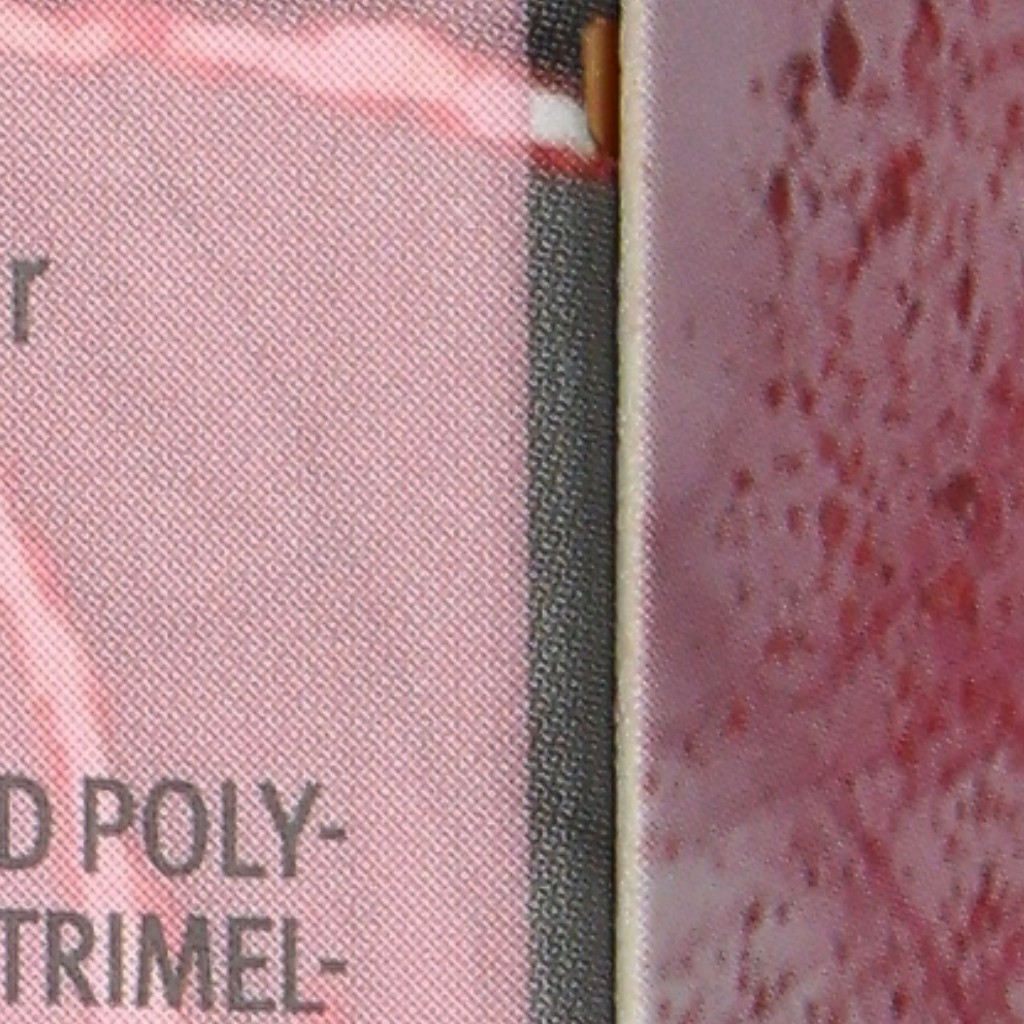 r
D POLY-
TRIMEL-